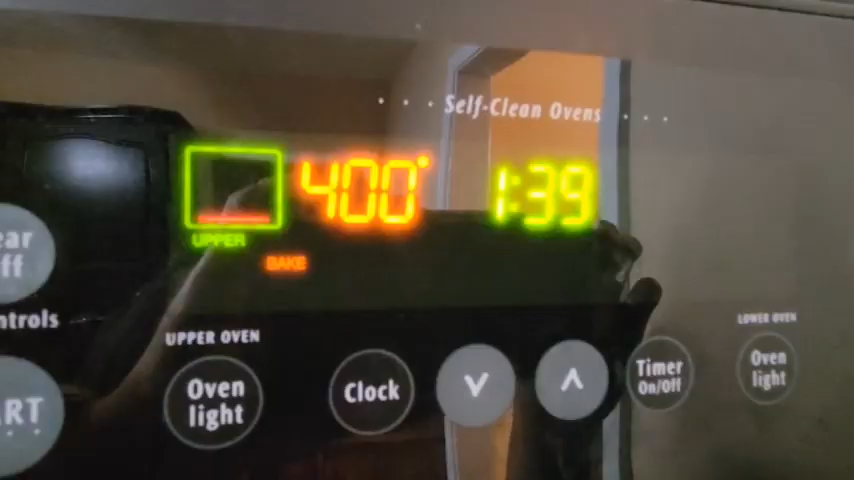 Self-Clean Ovens
400° 1:39
UPPER
BAKE
UPPER OVEN
Oven light
Clock
Timer On/Off
LOWER OVEN
Oven light